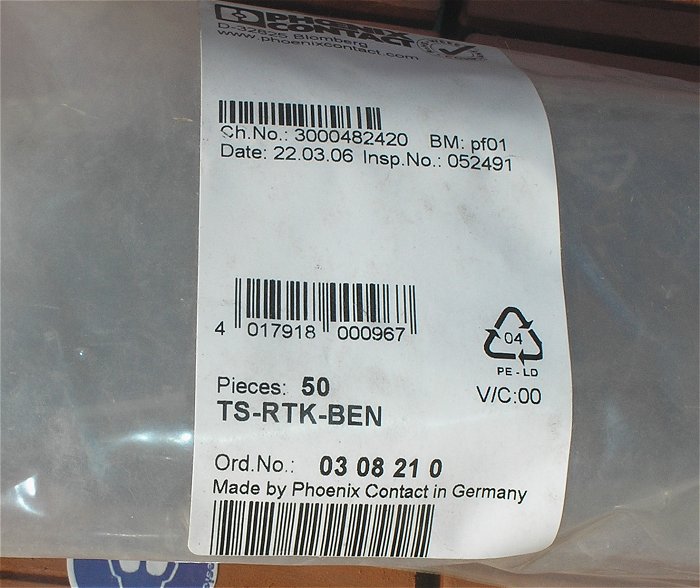 PHOENIX
CONTACT
D-32825 Blomberg
www.phoenixcontact.com
Ch.No.: 3000482420 BM: pf01
Date: 22.03.06 Insp.No.: 052491
4 017918 000967
04
PE-LD
Pieces: 50
V/C:00
TS-RTK-BEN
Ord.No.: 03 08 21 0
Made by Phoenix Contact in Germany